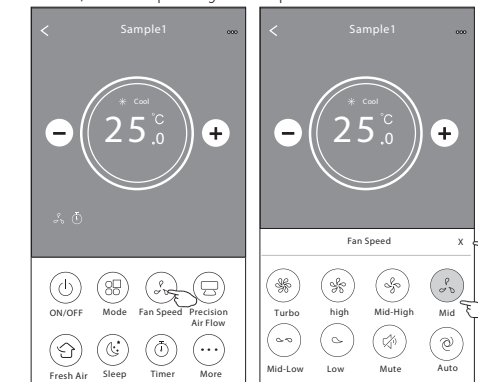 Sample1
Cool
25.0 °C
ON/OFF
Mode
Fan Speed
Precision
Air Flow
Fresh Air
Sleep
Timer
More
Sample1
Cool
25.0 °C
Fan Speed
X
Turbo
high
Mid-High
Mid
Mid-Low
Low
Mute
Auto